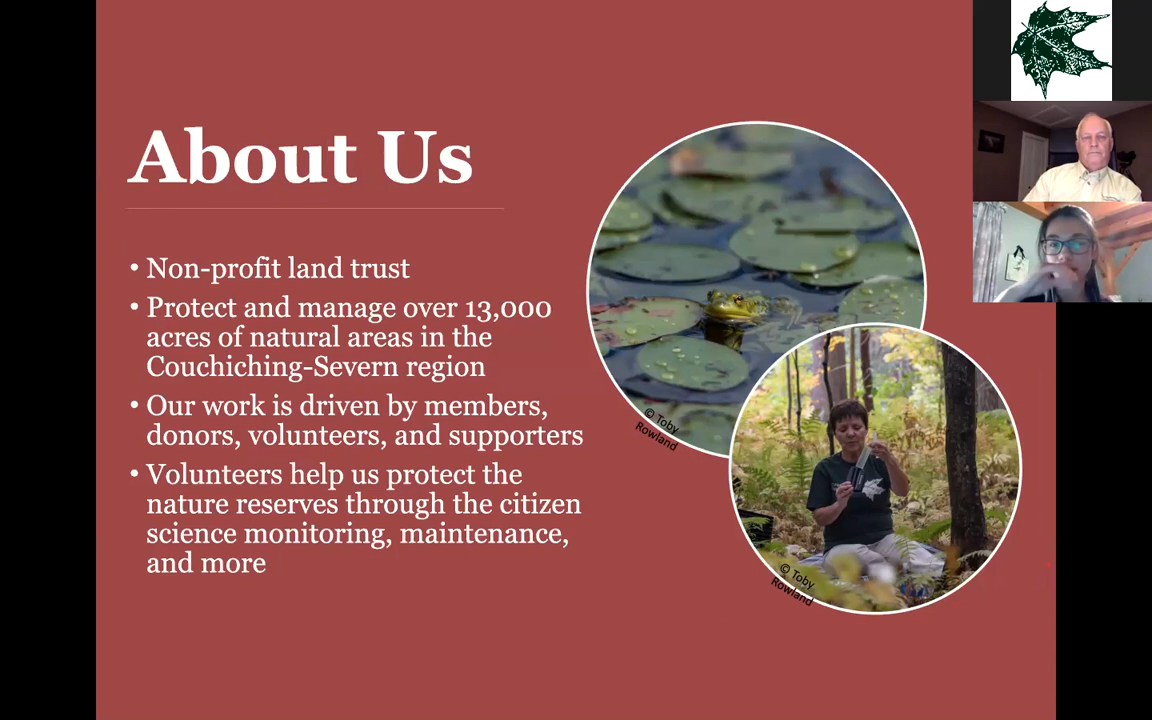 About Us
• Non-profit land trust
• Protect and manage over 13,000
acres of natural areas in the
Couchiching-Severn region
• Our work is driven by members,
donors, volunteers, and supporters
• Volunteers help us protect the
nature reserves through the citizen
science monitoring, maintenance,
and more
© Toby
Rowland
© Toby
Rowland